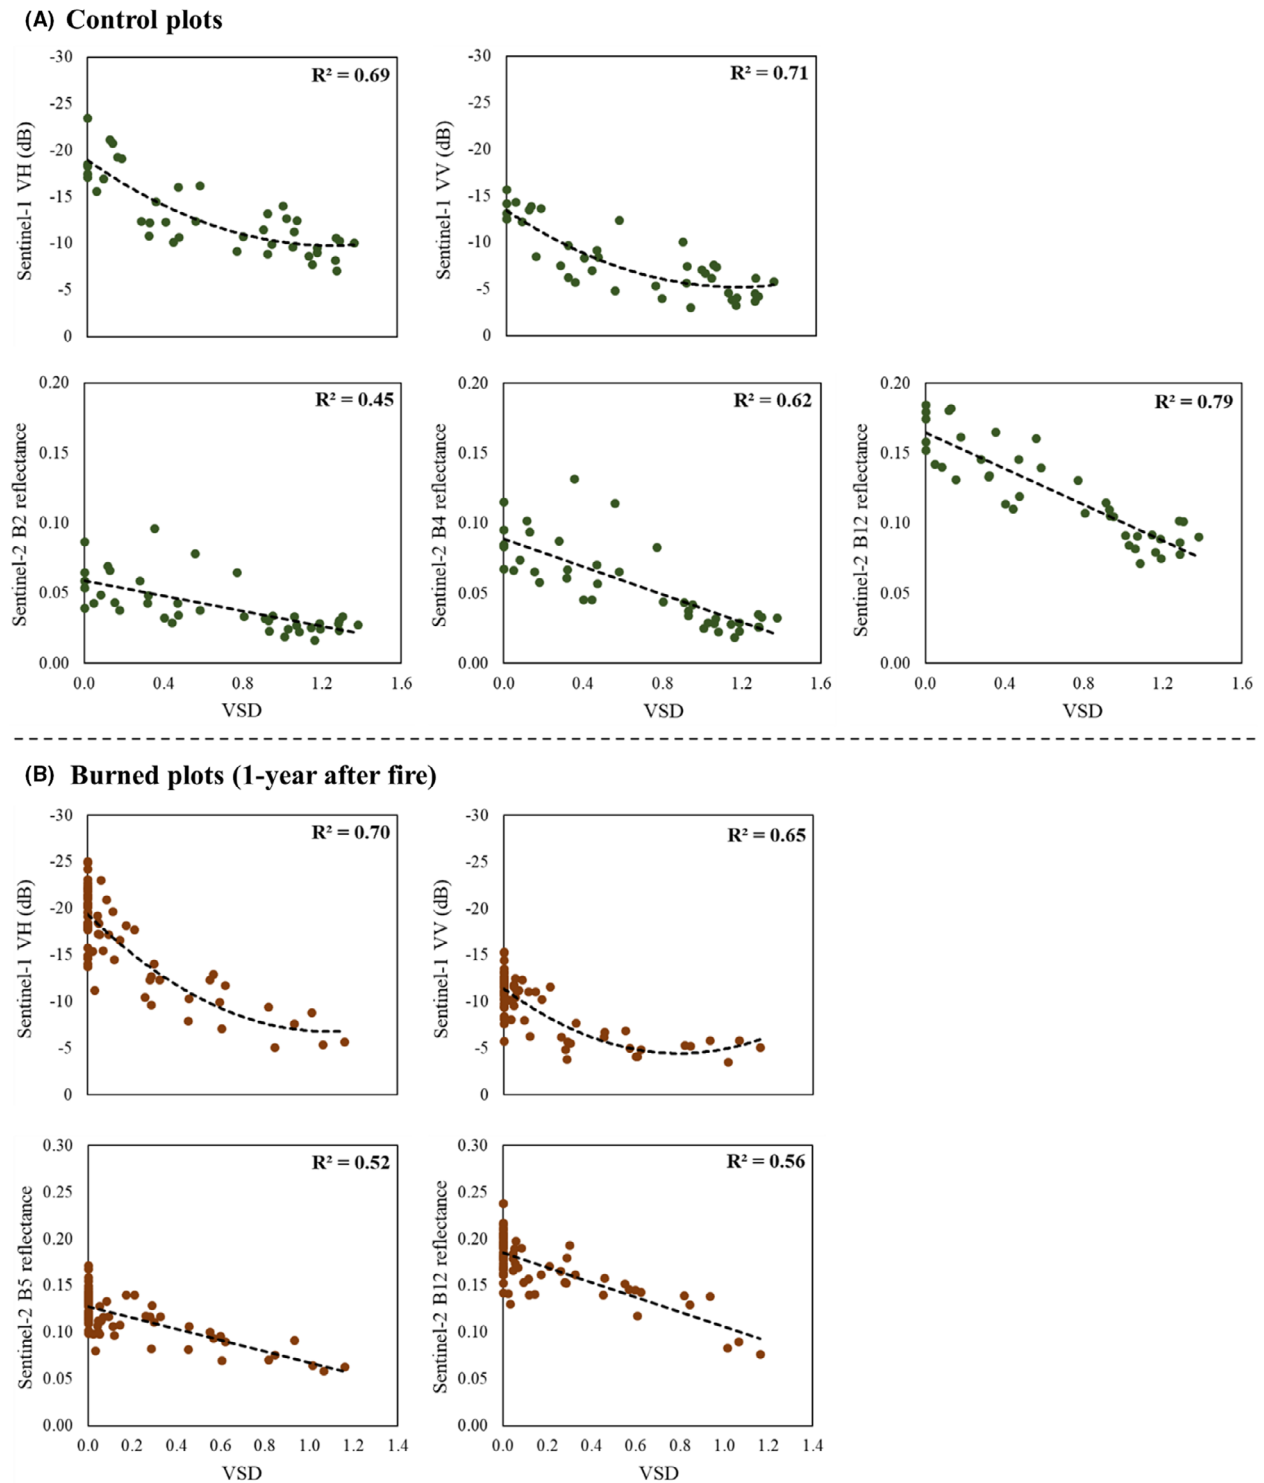 (A) Control plots
R² = 0.69
Sentinel-1 VH (dB)
-30
-25
-20
-15
-10
-5
0
R² = 0.71
Sentinel-1 VV (dB)
-30
-25
-20
-15
-10
-5
0
R² = 0.45
Sentinel-2 B2 reflectance
0.20
0.15
0.10
0.05
0.00
0.0 0.4 0.8 1.2 1.6
VSD
R² = 0.62
Sentinel-2 B4 reflectance
0.20
0.15
0.10
0.05
0.00
0.0 0.4 0.8 1.2 1.6
VSD
R² = 0.79
Sentinel-2 B12 reflectance
0.20
0.15
0.10
0.05
0.00
0.0 0.4 0.8 1.2 1.6
VSD
(B) Burned plots (1-year after fire)
R² = 0.70
Sentinel-1 VH (dB)
-30
-25
-20
-15
-10
-5
0
R² = 0.65
Sentinel-1 VV (dB)
-30
-25
-20
-15
-10
-5
0
R² = 0.52
Sentinel-2 B5 reflectance
0.30
0.25
0.20
0.15
0.10
0.05
0.00
0.0 0.2 0.4 0.6 0.8 1.0 1.2 1.4
VSD
R² = 0.56
Sentinel-2 B12 reflectance
0.30
0.25
0.20
0.15
0.10
0.05
0.00
0.0 0.2 0.4 0.6 0.8 1.0 1.2 1.4
VSD